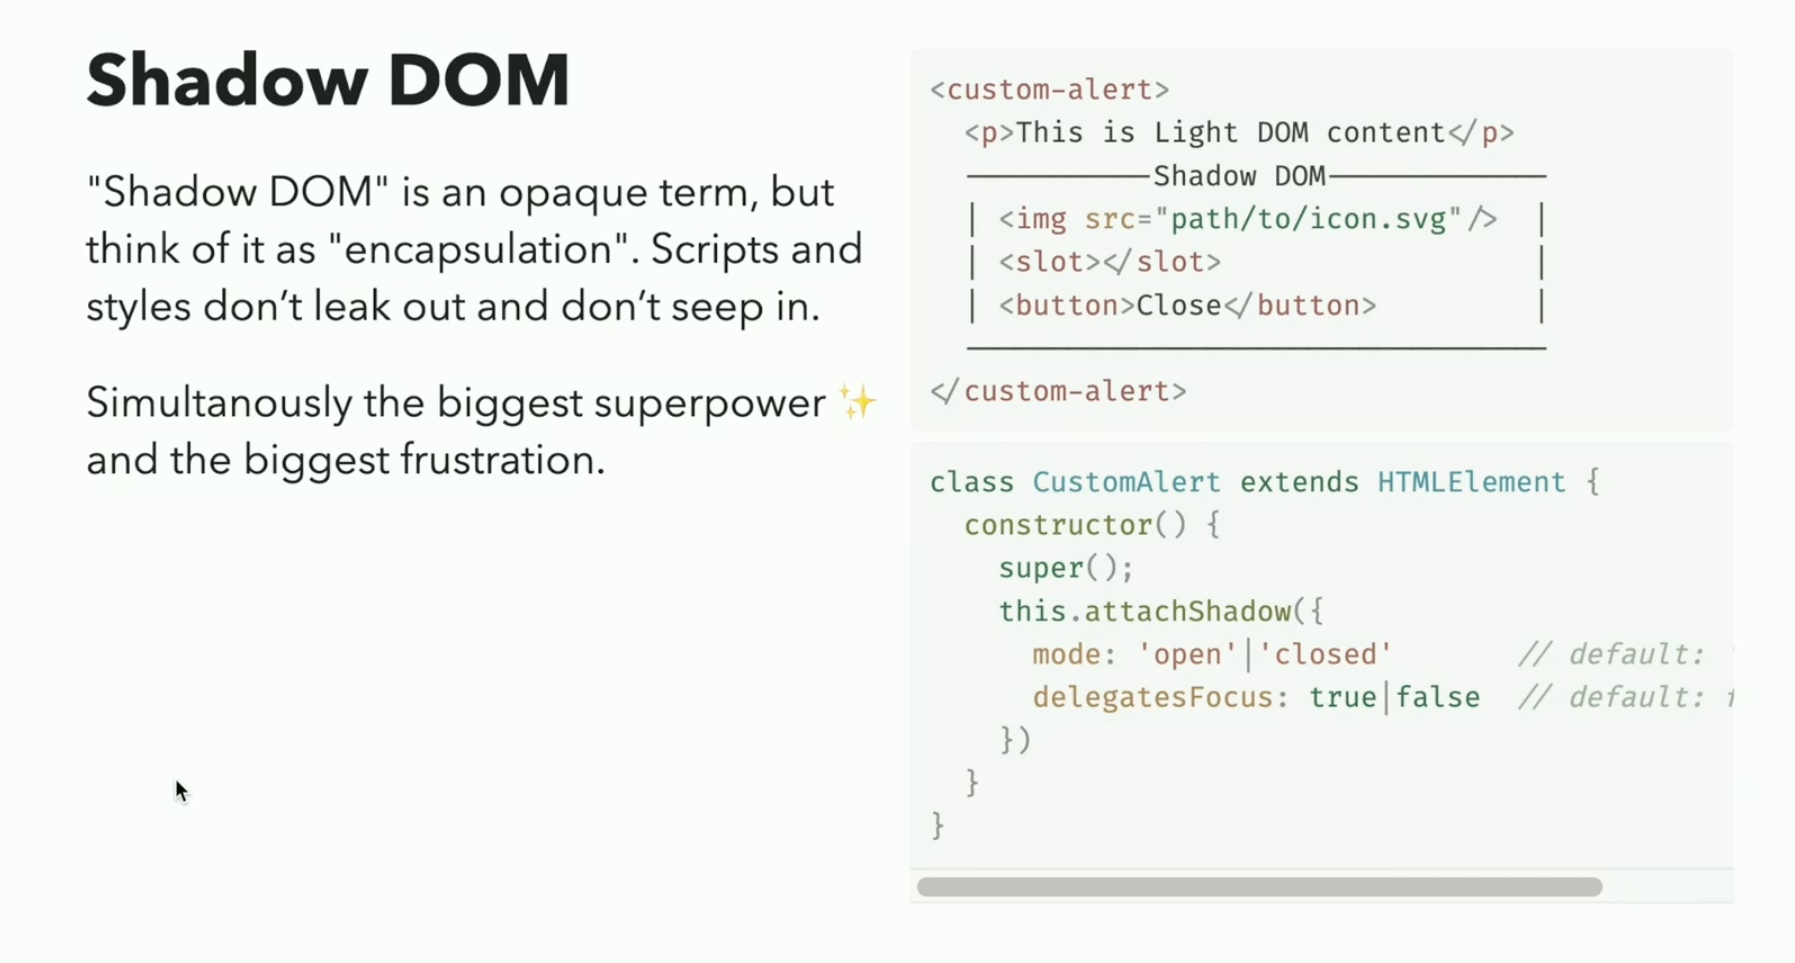 Shadow DOM
"Shadow DOM" is an opaque term, but
think of it as "encapsulation". Scripts and
styles don’t leak out and don’t seep in.
Simultanously the biggest superpower ✨
and the biggest frustration.
<custom-alert>
  <p>This is Light DOM content</p>
  ───────────Shadow DOM─────────────
  | <img src="path/to/icon.svg"/>  |
  | <slot></slot>                  |
  | <button>Close</button>         |
  ──────────────────────────────────
</custom-alert>
class CustomAlert extends HTMLElement {
  constructor() {
    super();
    this.attachShadow({
      mode: 'open'|'closed'       // default:
      delegatesFocus: true|false  // default:
    })
  }
}